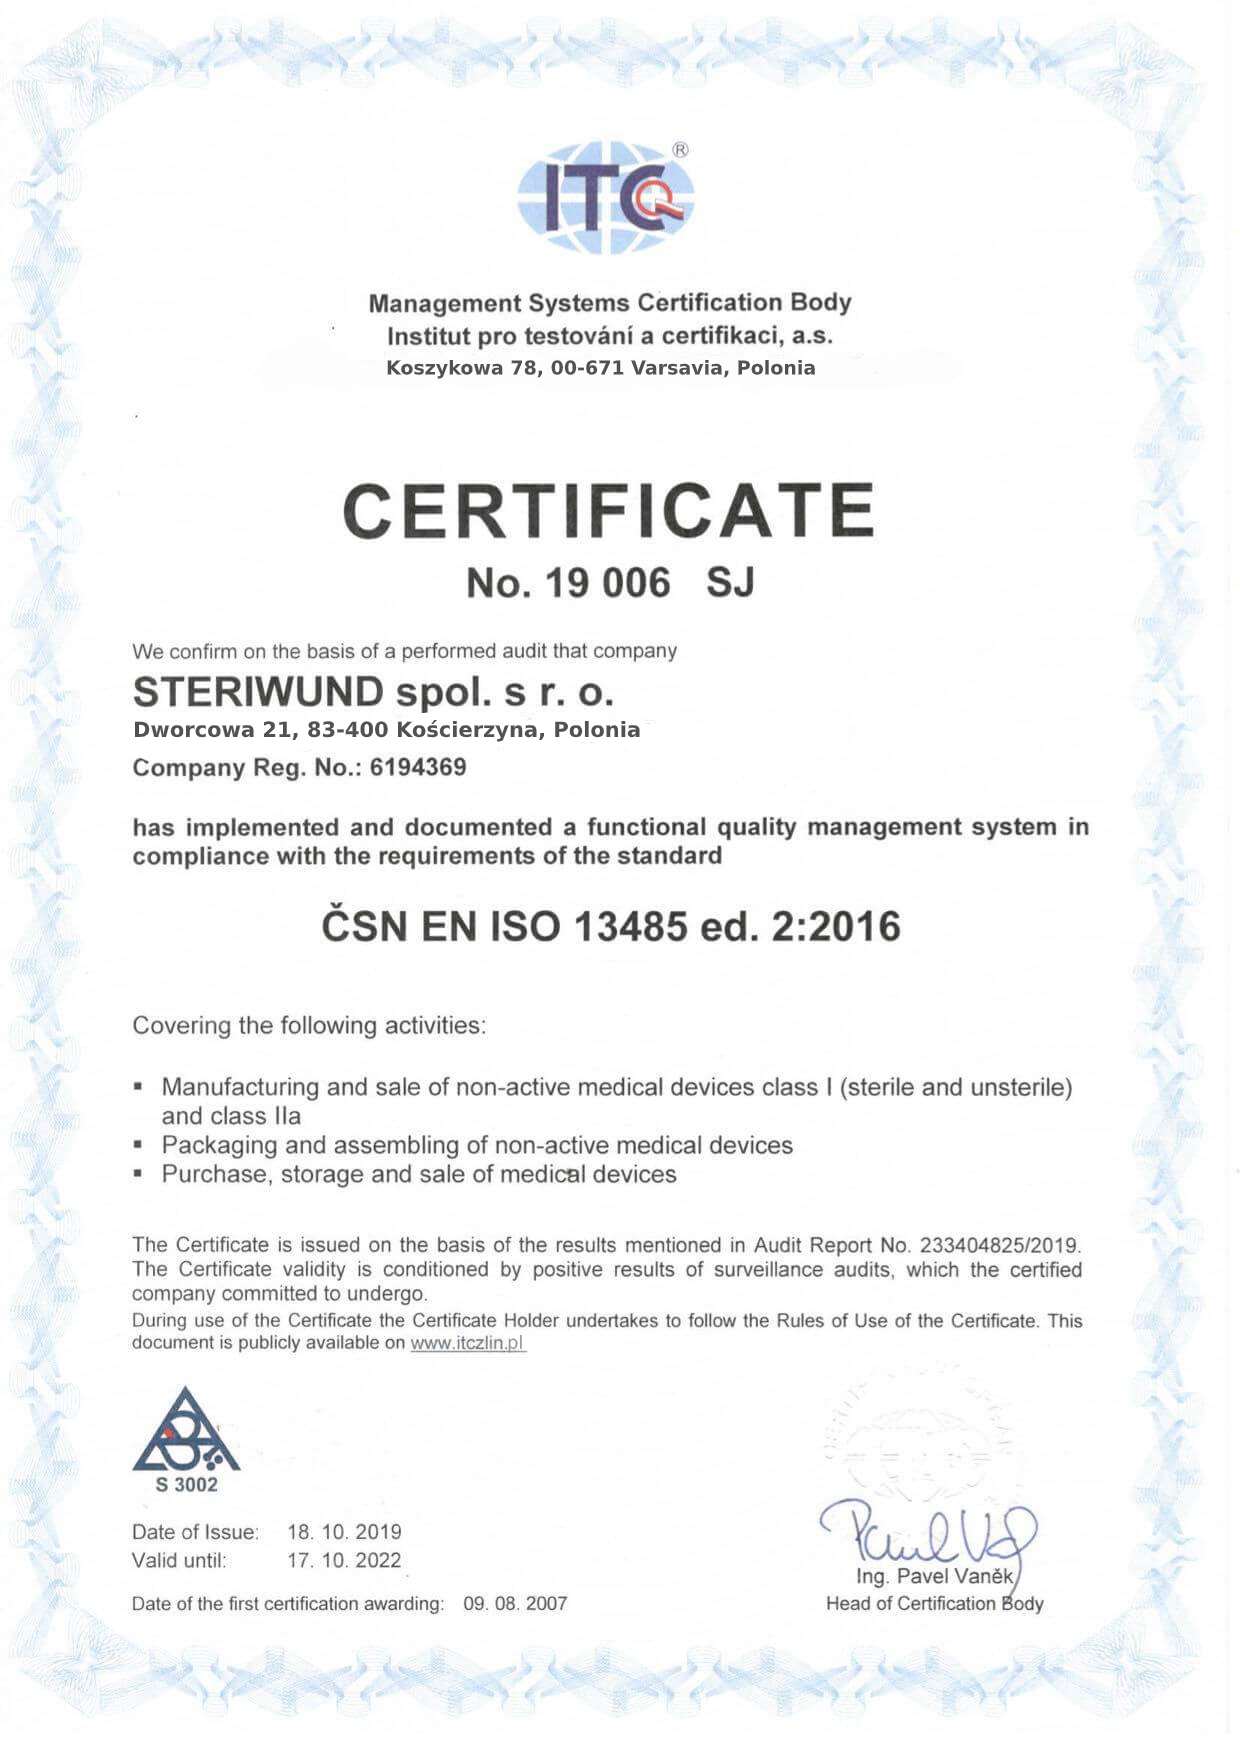 ITC ®
Management Systems Certification Body
Institut pro testování a certifikaci, a.s.
Koszykowa 78, 00-671 Varsavia, Polonia
CERTIFICATE
No. 19 006 SJ
We confirm on the basis of a performed audit that company
STERIWUND spol. s r. o.
Dworcowa 21, 83-400 Kościerzyna, Polonia
Company Reg. No.: 6194369
has implemented and documented a functional quality management system in
compliance with the requirements of the standard
ČSN EN ISO 13485 ed. 2:2016
Covering the following activities:
▪ Manufacturing and sale of non-active medical devices class I (sterile and unsterile)
and class IIa
▪ Packaging and assembling of non-active medical devices
▪ Purchase, storage and sale of medical devices
The Certificate is issued on the basis of the results mentioned in Audit Report No. 233404825/2019.
The Certificate validity is conditioned by positive results of surveillance audits, which the certified
company committed to undergo.
During use of the Certificate the Certificate Holder undertakes to follow the Rules of Use of the Certificate. This
document is publicly available on www.itczlin.pl
S 3002
Date of Issue: 18. 10. 2019
Valid until: 17. 10. 2022
Ing. Pavel Vaněk
Date of the first certification awarding: 09. 08. 2007
Head of Certification Body